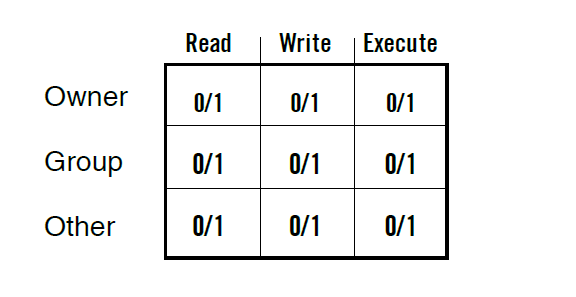 Read Write Execute
Owner 0/1 0/1 0/1
Group 0/1 0/1 0/1
Other 0/1 0/1 0/1